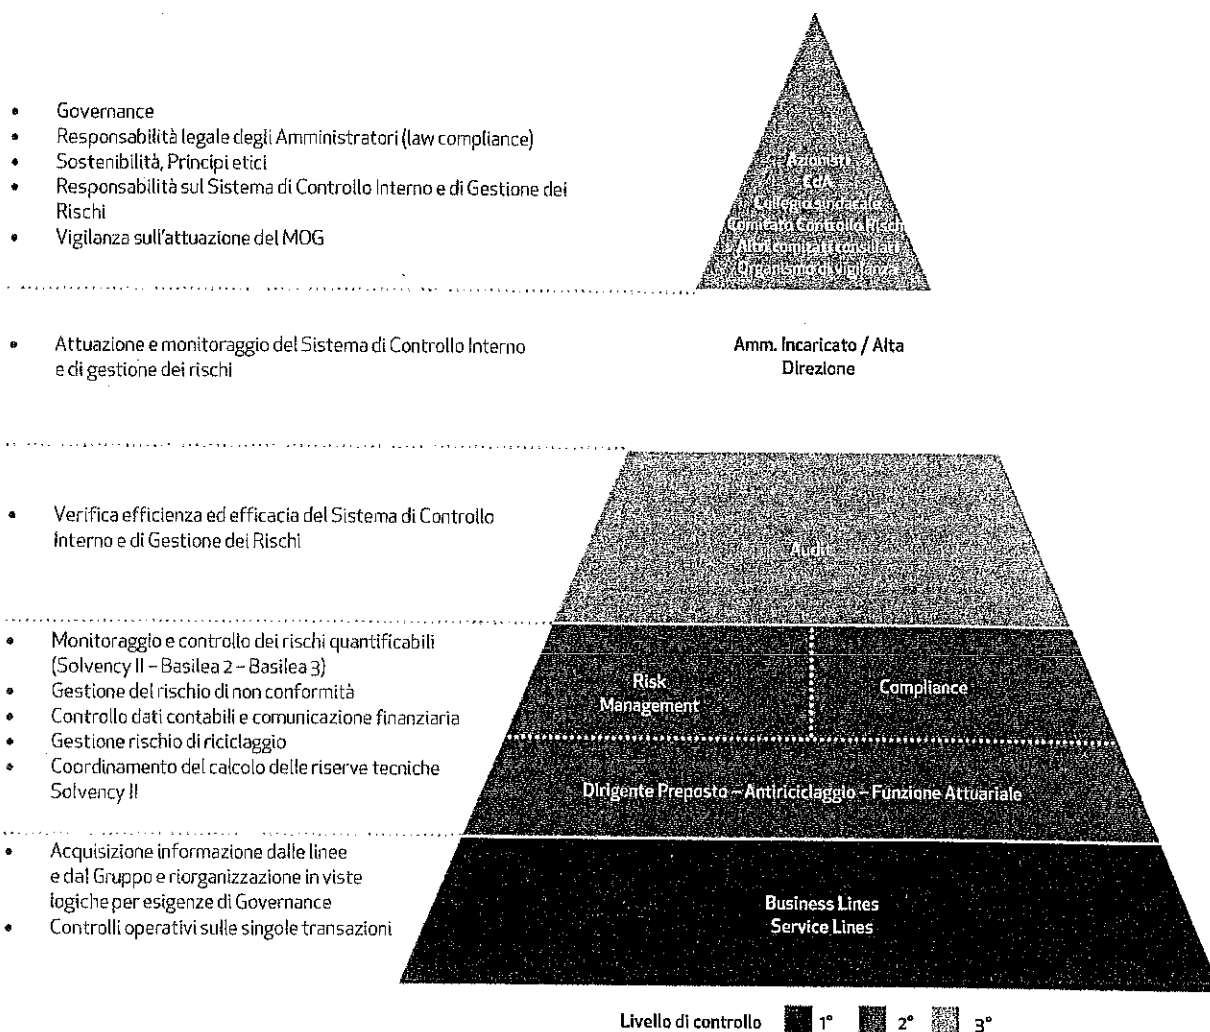 • Governance
• Responsabilità legale degli Amministratori (law compliance)
• Sostenibilità, Principi etici
• Responsabilità sul Sistema di Controllo Interno e di Gestione dei
Rischi
• Vigilanza sull'attuazione del MOG
Azionisti
CdA
Collegio sindacale
Comitato Controllo Rischi
Altri comitati consiliari
Organismo di vigilanza
• Attuazione e monitoraggio del Sistema di Controllo Interno
e di gestione dei rischi
Amm. Incaricato / Alta
Direzione
• Verifica efficienza ed efficacia del Sistema di Controllo
Interno e di Gestione dei Rischi
Audit
• Monitoraggio e controllo dei rischi quantificabili
(Solvency II – Basilea 2 – Basilea 3)
• Gestione del rischio di non conformità
• Controllo dati contabili e comunicazione finanziaria
• Gestione rischio di riciclaggio
• Coordinamento del calcolo delle riserve tecniche
Solvency II
Risk
Management
Compliance
Dirigente Preposto – Antiriciclaggio – Funzione Attuariale
• Acquisizione informazione dalle linee
e dal Gruppo e riorganizzazione in viste
logiche per esigenze di Governance
• Controlli operativi sulle singole transazioni
Business Lines
Service Lines
Livello di controllo 1° 2° 3°